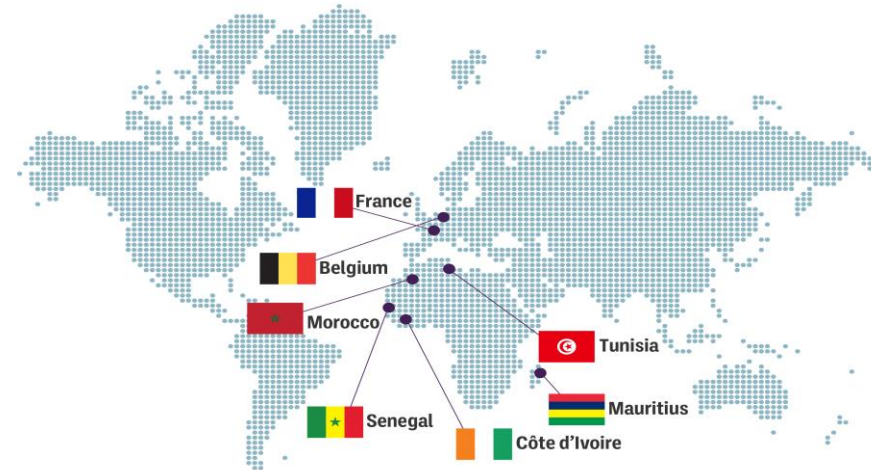 France
Belgium
Morocco
Tunisia
Senegal
Mauritius
Côte d'Ivoire